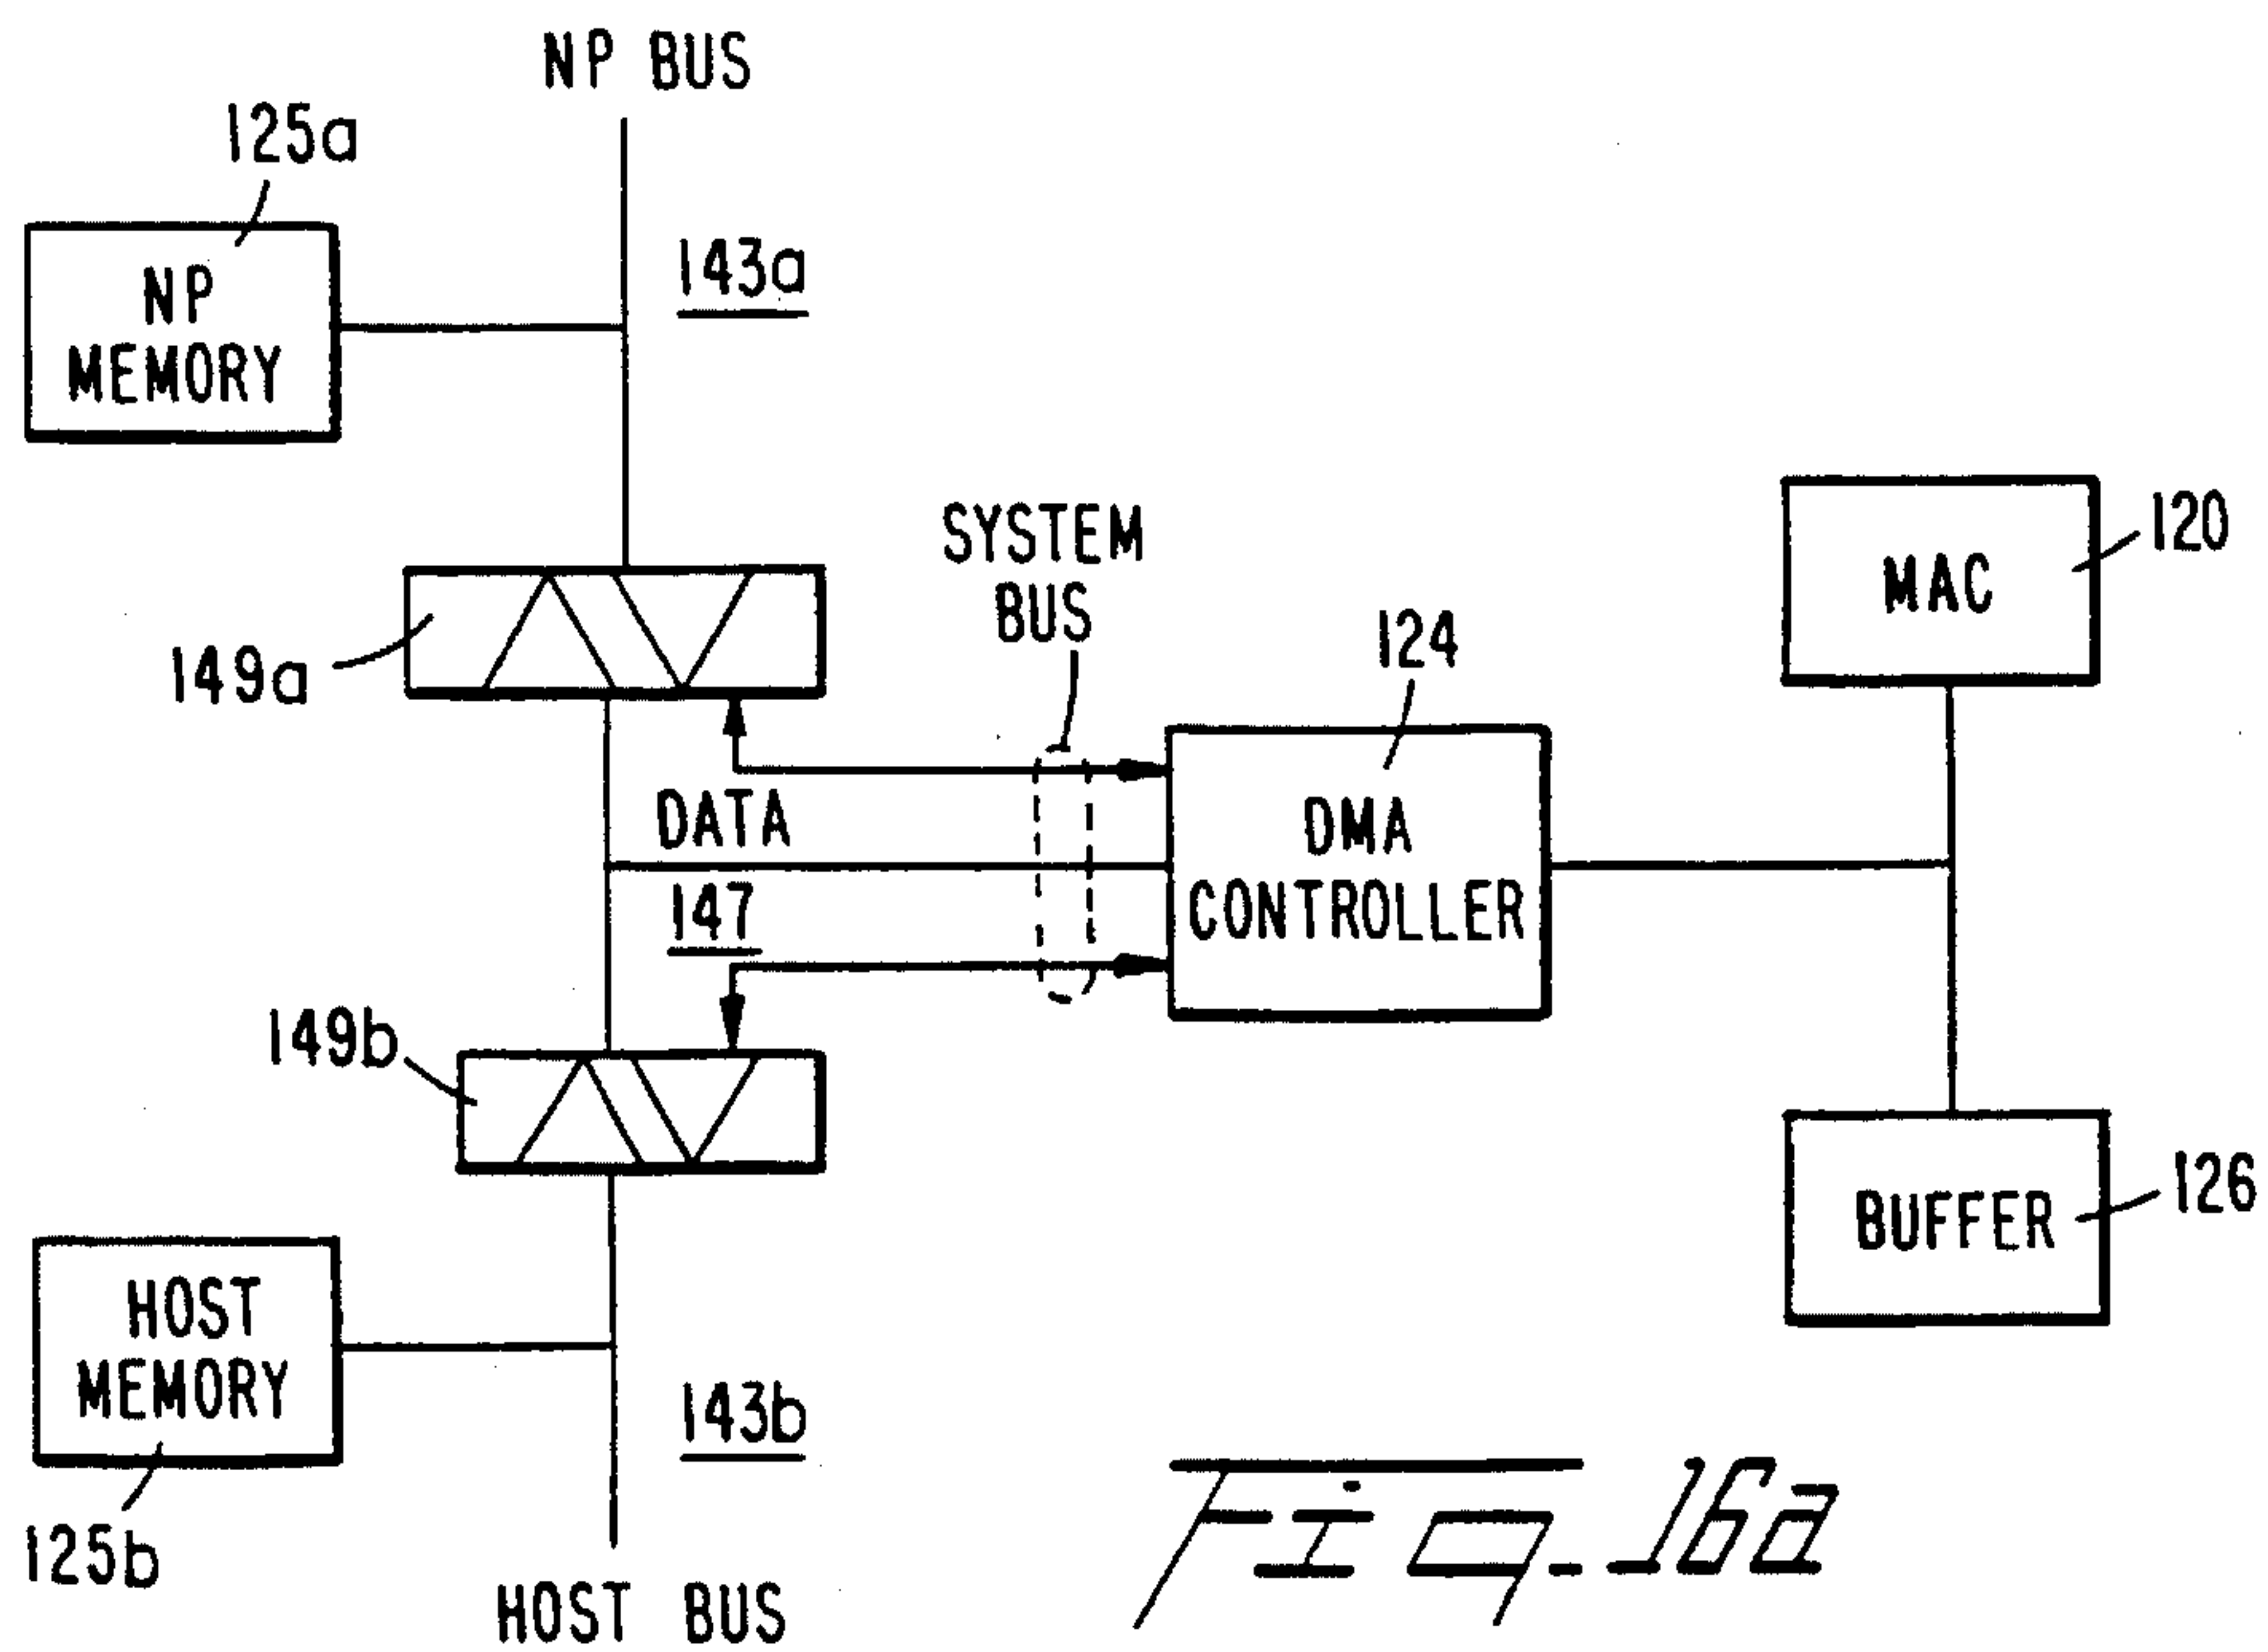 NP BUS
125a
NP
MEMORY
143a
149a
SYSTEM
BUS
124
MAC
120
DATA
147
DMA
CONTROLLER
149b
BUFFER
126
HOST
MEMORY
125b
143b
HOST BUS
Fig. 16a